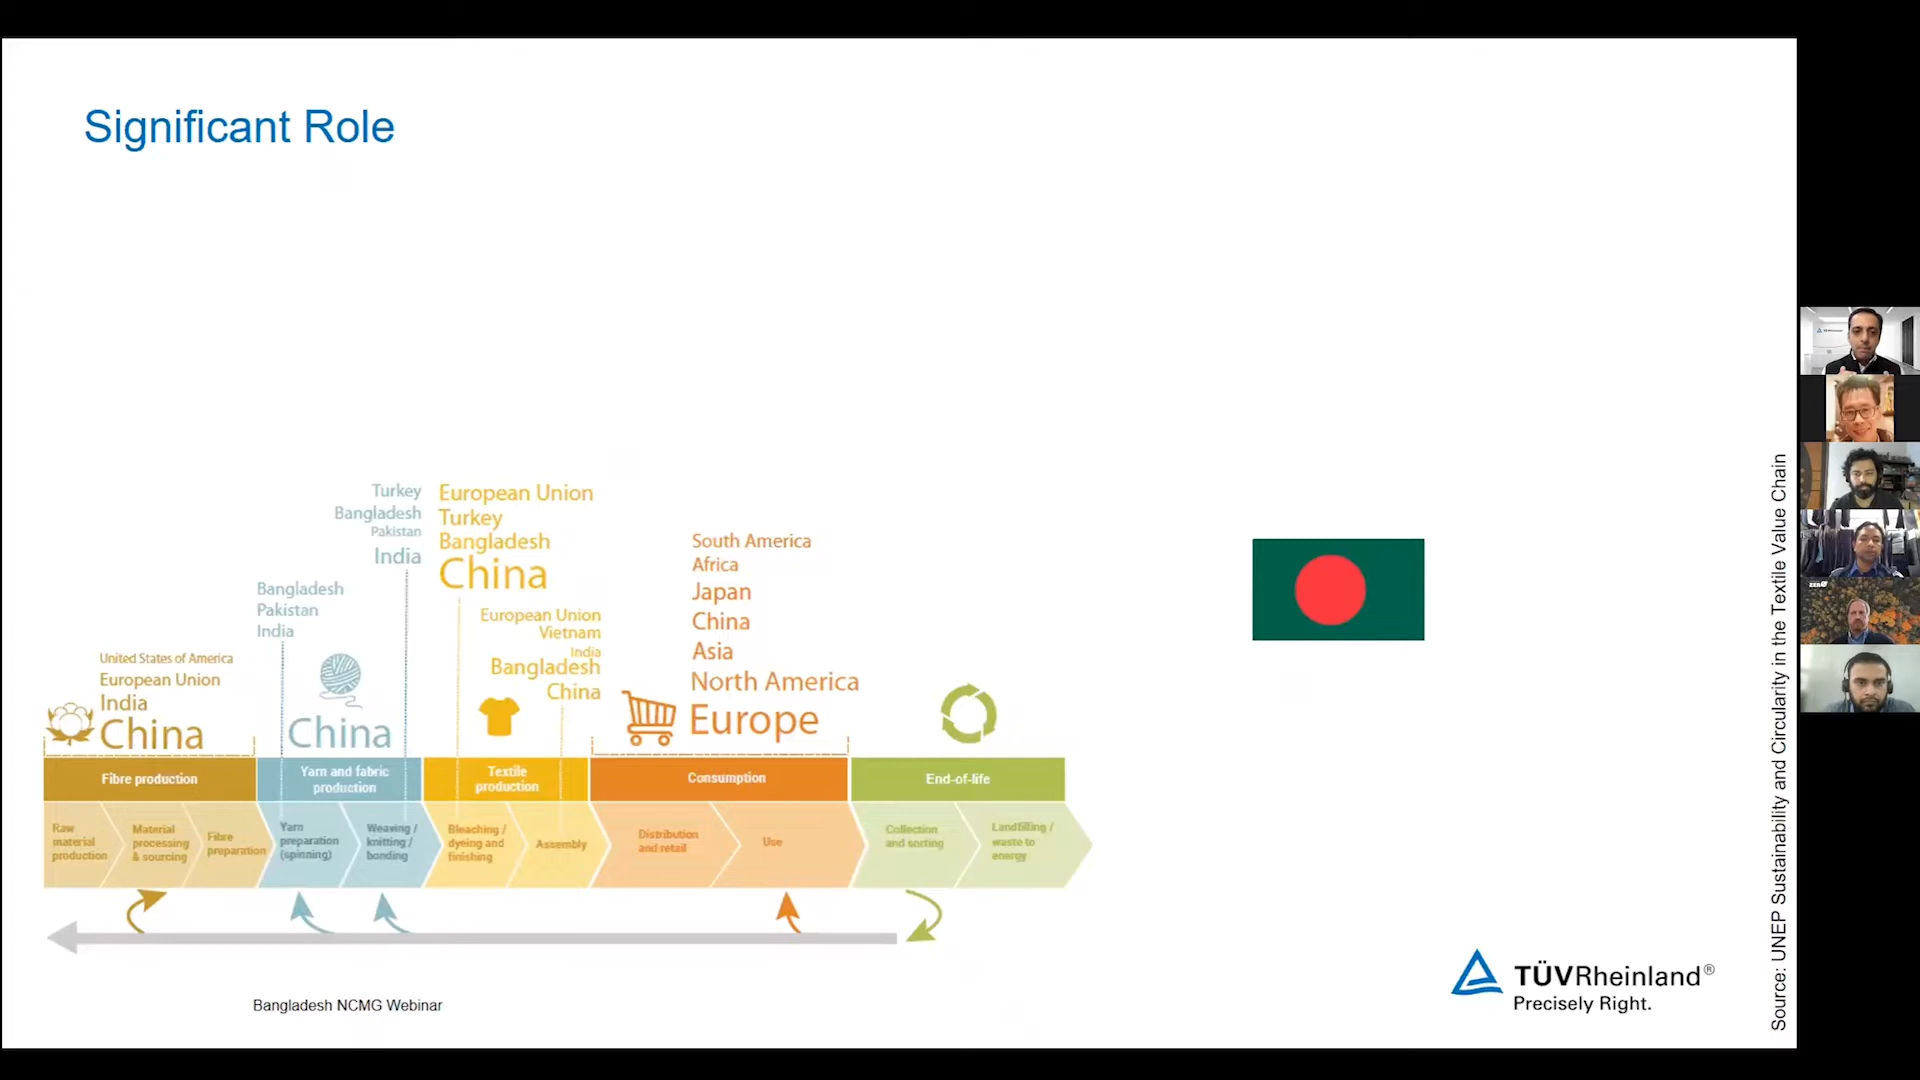 Significant Role
Turkey
Bangladesh
Pakistan
India
European Union
Turkey
Bangladesh
China
Bangladesh
Pakistan
India
European Union
Vietnam
India
Bangladesh
China
South America
Africa
Japan
China
Asia
North America
Europe
United States of America
European Union
India
China
China
Fibre production
Yarn and fabric
production
Textile
production
Consumption
End-of-life
Raw
material
production
Material
processing
& sourcing
Fibre
preparation
Yarn
preparation
(spinning)
Weaving /
knitting /
bonding
Bleaching /
dyeing and
finishing
Assembly
Distribution
and retail
Use
Collection
and sorting
Landfilling /
waste to
energy
Bangladesh NCMG Webinar
TÜVRheinland®
Precisely Right.
Source: UNEP Sustainability and Circularity in the Textile Value Chain